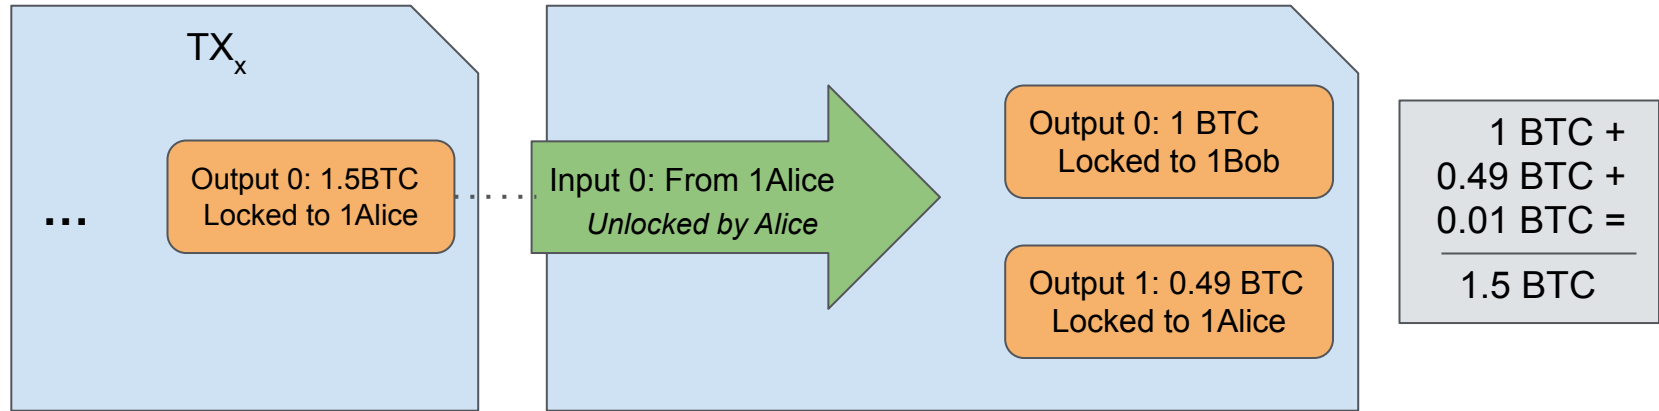 TXx
...
Output 0: 1.5BTC
Locked to 1Alice
Input 0: From 1Alice
Unlocked by Alice
Output 0: 1 BTC
Locked to 1Bob
Output 1: 0.49 BTC
Locked to 1Alice
1 BTC +
0.49 BTC +
0.01 BTC =
1.5 BTC